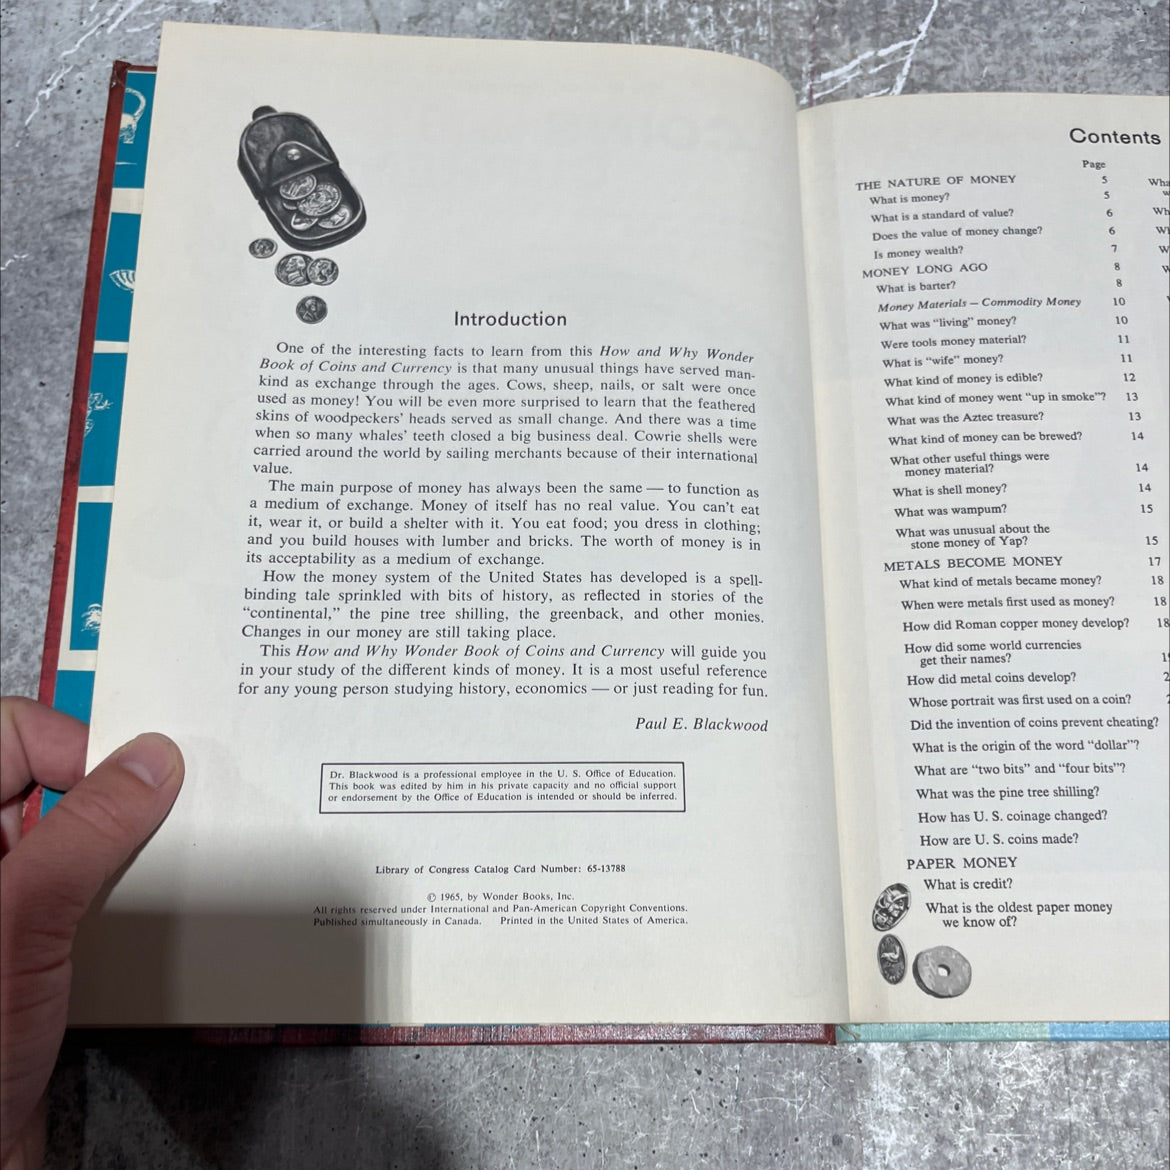 Introduction
One of the interesting facts to learn from this How and Why Wonder
Book of Coins and Currency is that many unusual things have served man-
kind as exchange through the ages. Cows, sheep, nails, or salt were once
used as money! You will be even more surprised to learn that the feathered
skins of woodpeckers' heads served as small change. And there was a time
when so many whales' teeth closed a big business deal. Cowrie shells were
carried around the world by sailing merchants because of their international
value.
The main purpose of money has always been the same — to function as
a medium of exchange. Money of itself has no real value. You can't eat
it, wear it, or build a shelter with it. You eat food; you dress in clothing;
and you build houses with lumber and bricks. The worth of money is in
its acceptability as a medium of exchange.
How the money system of the United States has developed is a spell-
binding tale sprinkled with bits of history, as reflected in stories of the
"continental," the pine tree shilling, the greenback, and other monies.
Changes in our money are still taking place.
This How and Why Wonder Book of Coins and Currency will guide you
in your study of the different kinds of money. It is a most useful reference
for any young person studying history, economics — or just reading for fun.
Paul E. Blackwood
Dr. Blackwood is a professional employee in the U. S. Office of Education.
This book was edited by him in his private capacity and no official support
or endorsement by the Office of Education is intended or should be inferred.
Library of Congress Catalog Card Number: 65-13788
© 1965, by Wonder Books, Inc.
All rights reserved under International and Pan-American Copyright Conventions.
Published simultaneously in Canada. Printed in the United States of America.
Contents
Page
THE NATURE OF MONEY 5
What is money? 5
What is a standard of value? 6
Does the value of money change? 6
Is money wealth? 7
MONEY LONG AGO 8
What is barter? 8
Money Materials — Commodity Money 10
What was "living" money? 10
Were tools money material? 11
What is "wife" money? 11
What kind of money is edible? 12
What kind of money went "up in smoke"? 13
What was the Aztec treasure? 13
What kind of money can be brewed? 14
What other useful things were
money material? 14
What is shell money? 14
What was wampum? 15
What was unusual about the
stone money of Yap? 15
METALS BECOME MONEY 17
What kind of metals became money? 18
When were metals first used as money? 18
How did Roman copper money develop? 18
How did some world currencies
get their names?
How did metal coins develop?
Whose portrait was first used on a coin?
Did the invention of coins prevent cheating?
What is the origin of the word "dollar"?
What are "two bits" and "four bits"?
What was the pine tree shilling?
How has U. S. coinage changed?
How are U. S. coins made?
PAPER MONEY
What is credit?
What is the oldest paper money
we know of?